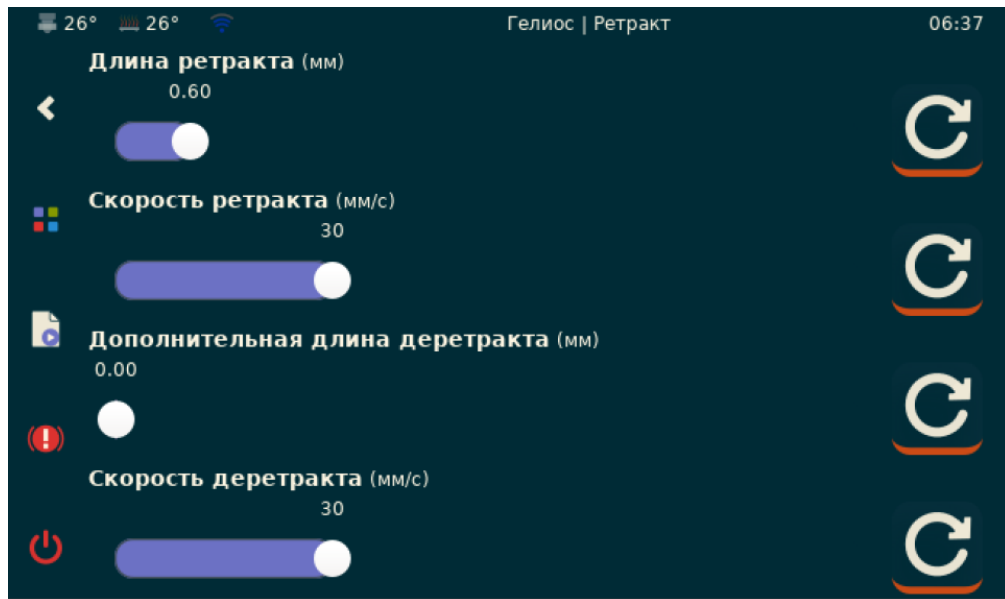 26° 26° Гелиос | Ретракт 06:37
Длина ретракта (мм)
0.60
Скорость ретракта (мм/с)
30
Дополнительная длина деретракта (мм)
0.00
Скорость деретракта (мм/с)
30